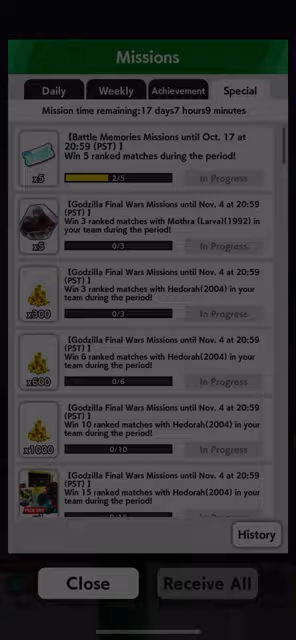 Missions
Daily
Weekly
Achievement
Special
Mission time remaining:17 days7 hours9 minutes
【Battle Memories Missions until Oct. 17 at
20:59 (PST) 】
Win 5 ranked matches during the period!
x5
2/5
In Progress
【Godzilla Final Wars Missions until Nov. 4 at 20:59
(PST) 】
Win 3 ranked matches with Mothra (Larva)(1992) in
your team during the period!
x5
0/3
In Progress
【Godzilla Final Wars Missions until Nov. 4 at 20:59
(PST) 】
Win 3 ranked matches with Hedorah(2004) in your
team during the period!
x300
0/3
In Progress
【Godzilla Final Wars Missions until Nov. 4 at 20:59
(PST) 】
Win 6 ranked matches with Hedorah(2004) in your
team during the period!
x600
0/6
In Progress
【Godzilla Final Wars Missions until Nov. 4 at 20:59
(PST) 】
Win 10 ranked matches with Hedorah(2004) in your
team during the period!
x1000
0/10
In Progress
【Godzilla Final Wars Missions until Nov. 4 at 20:59
(PST) 】
Win 15 ranked matches with Hedorah(2004) in your
team during the period!
History
Close
Receive All